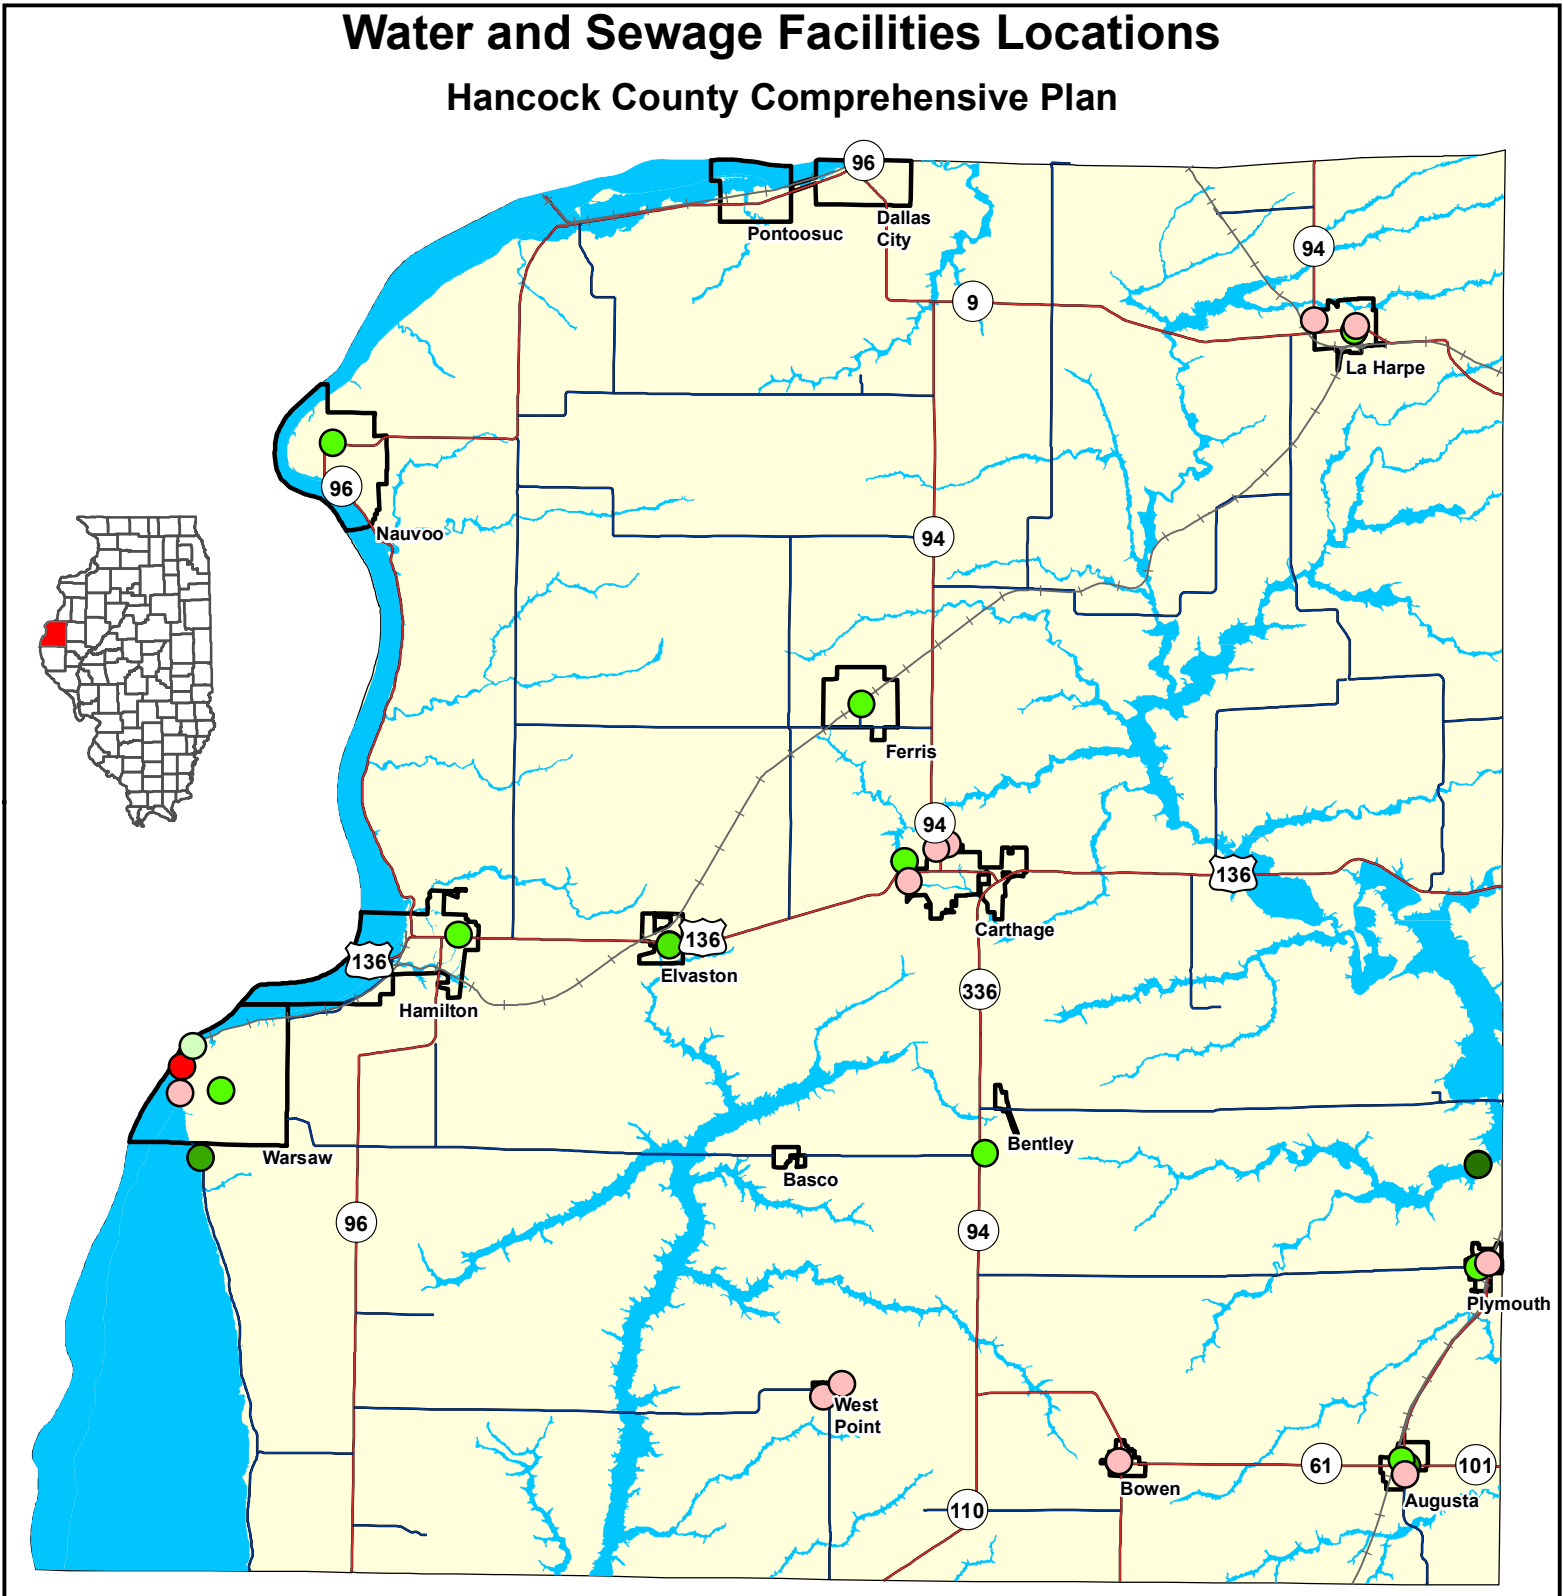 Water and Sewage Facilities Locations
Hancock County Comprehensive Plan
96
Dallas
City
Pontoosuc
94
9
La Harpe
96
Nauvoo
94
Ferris
94
136
Carthage
136
Elvaston
136
Hamilton
336
Bentley
Warsaw
Basco
96
94
Plymouth
West
Point
61
101
Bowen
Augusta
110